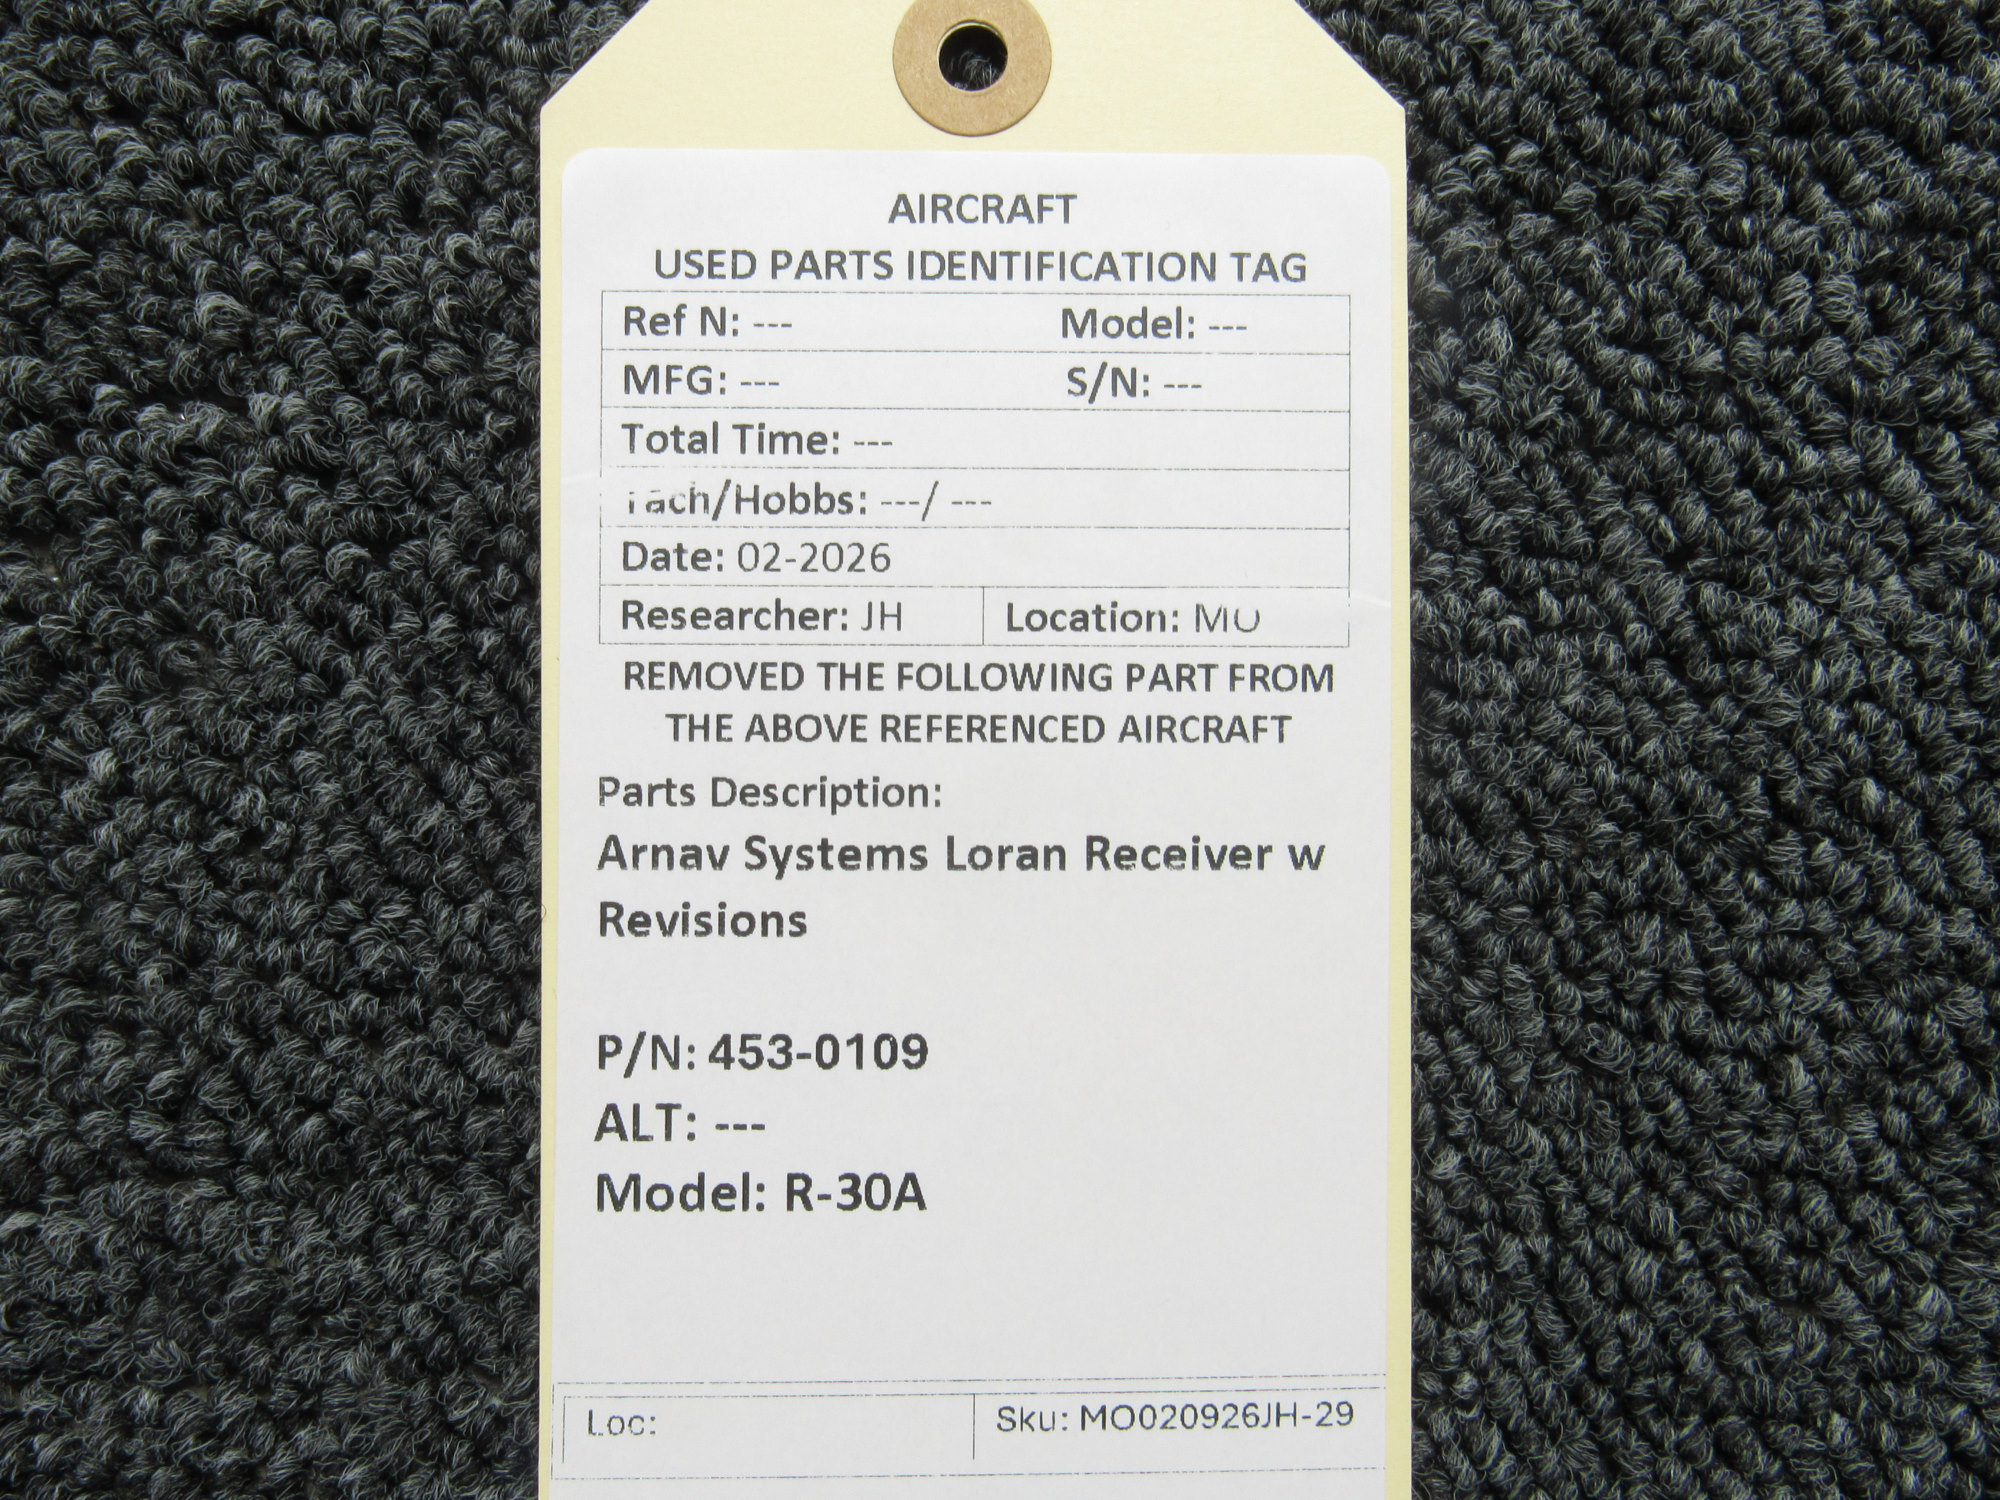 AIRCRAFT
USED PARTS IDENTIFICATION TAG
Ref N: --- Model: ---
MFG: --- S/N: ---
Total Time: ---
Tach/Hobbs: ---/ ---
Date: 02-2026
Researcher: JH Location: MO
REMOVED THE FOLLOWING PART FROM
THE ABOVE REFERENCED AIRCRAFT
Parts Description:
Arnav Systems Loran Receiver w
Revisions
P/N: 453-0109
ALT: ---
Model: R-30A
Loc: Sku: MO020926JH-29